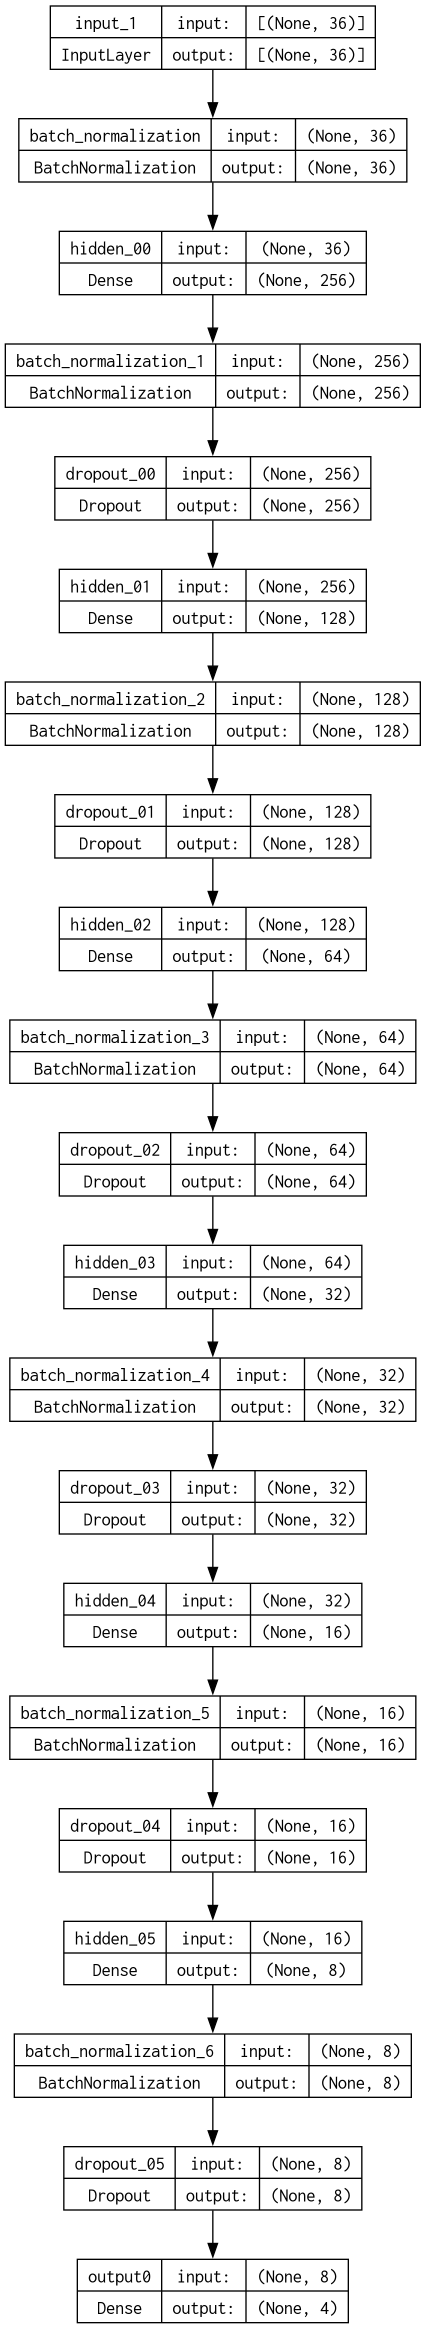 input_1 input: [(None, 36)]
InputLayer output: [(None, 36)]
batch_normalization input: (None, 36)
BatchNormalization output: (None, 36)
hidden_00 input: (None, 36)
Dense output: (None, 256)
batch_normalization_1 input: (None, 256)
BatchNormalization output: (None, 256)
dropout_00 input: (None, 256)
Dropout output: (None, 256)
hidden_01 input: (None, 256)
Dense output: (None, 128)
batch_normalization_2 input: (None, 128)
BatchNormalization output: (None, 128)
dropout_01 input: (None, 128)
Dropout output: (None, 128)
hidden_02 input: (None, 128)
Dense output: (None, 64)
batch_normalization_3 input: (None, 64)
BatchNormalization output: (None, 64)
dropout_02 input: (None, 64)
Dropout output: (None, 64)
hidden_03 input: (None, 64)
Dense output: (None, 32)
batch_normalization_4 input: (None, 32)
BatchNormalization output: (None, 32)
dropout_03 input: (None, 32)
Dropout output: (None, 32)
hidden_04 input: (None, 32)
Dense output: (None, 16)
batch_normalization_5 input: (None, 16)
BatchNormalization output: (None, 16)
dropout_04 input: (None, 16)
Dropout output: (None, 16)
hidden_05 input: (None, 16)
Dense output: (None, 8)
batch_normalization_6 input: (None, 8)
BatchNormalization output: (None, 8)
dropout_05 input: (None, 8)
Dropout output: (None, 8)
output0 input: (None, 8)
Dense output: (None, 4)